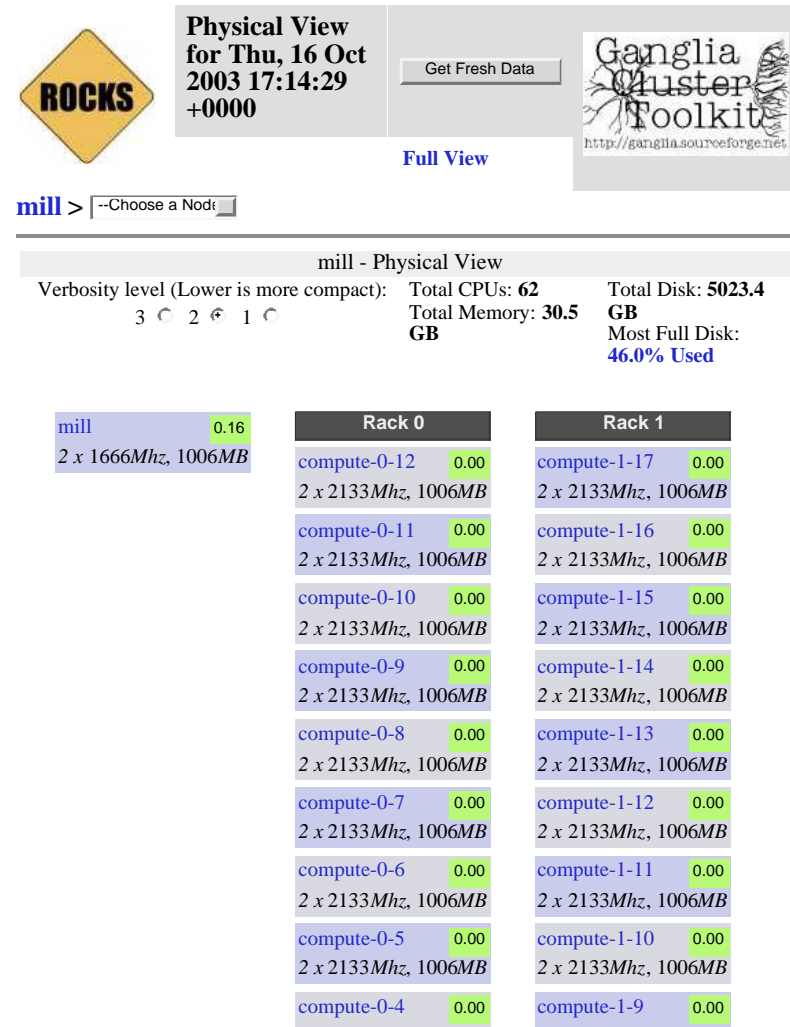 ROCKS
Physical View
for Thu, 16 Oct
2003 17:14:29
+0000
Get Fresh Data
Full View
Ganglia
Cluster
Toolkit
http://ganglia.sourceforge.net
mill > --Choose a Node
mill - Physical View
Verbosity level (Lower is more compact):
3 2 1
Total CPUs: 62
Total Memory: 30.5
GB
Total Disk: 5023.4
GB
Most Full Disk:
46.0% Used
mill 0.16
2 x 1666Mhz, 1006MB
Rack 0
compute-0-12 0.00
2 x 2133Mhz, 1006MB
compute-0-11 0.00
2 x 2133Mhz, 1006MB
compute-0-10 0.00
2 x 2133Mhz, 1006MB
compute-0-9 0.00
2 x 2133Mhz, 1006MB
compute-0-8 0.00
2 x 2133Mhz, 1006MB
compute-0-7 0.00
2 x 2133Mhz, 1006MB
compute-0-6 0.00
2 x 2133Mhz, 1006MB
compute-0-5 0.00
2 x 2133Mhz, 1006MB
compute-0-4 0.00
Rack 1
compute-1-17 0.00
2 x 2133Mhz, 1006MB
compute-1-16 0.00
2 x 2133Mhz, 1006MB
compute-1-15 0.00
2 x 2133Mhz, 1006MB
compute-1-14 0.00
2 x 2133Mhz, 1006MB
compute-1-13 0.00
2 x 2133Mhz, 1006MB
compute-1-12 0.00
2 x 2133Mhz, 1006MB
compute-1-11 0.00
2 x 2133Mhz, 1006MB
compute-1-10 0.00
2 x 2133Mhz, 1006MB
compute-1-9 0.00